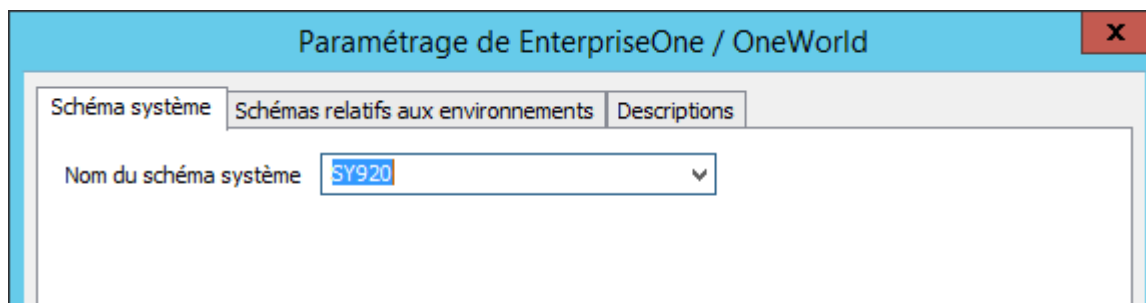 Paramétrage de EnterpriseOne / OneWorld
x
Schéma système Schémas relatifs aux environnements Descriptions
Nom du schéma système SY920